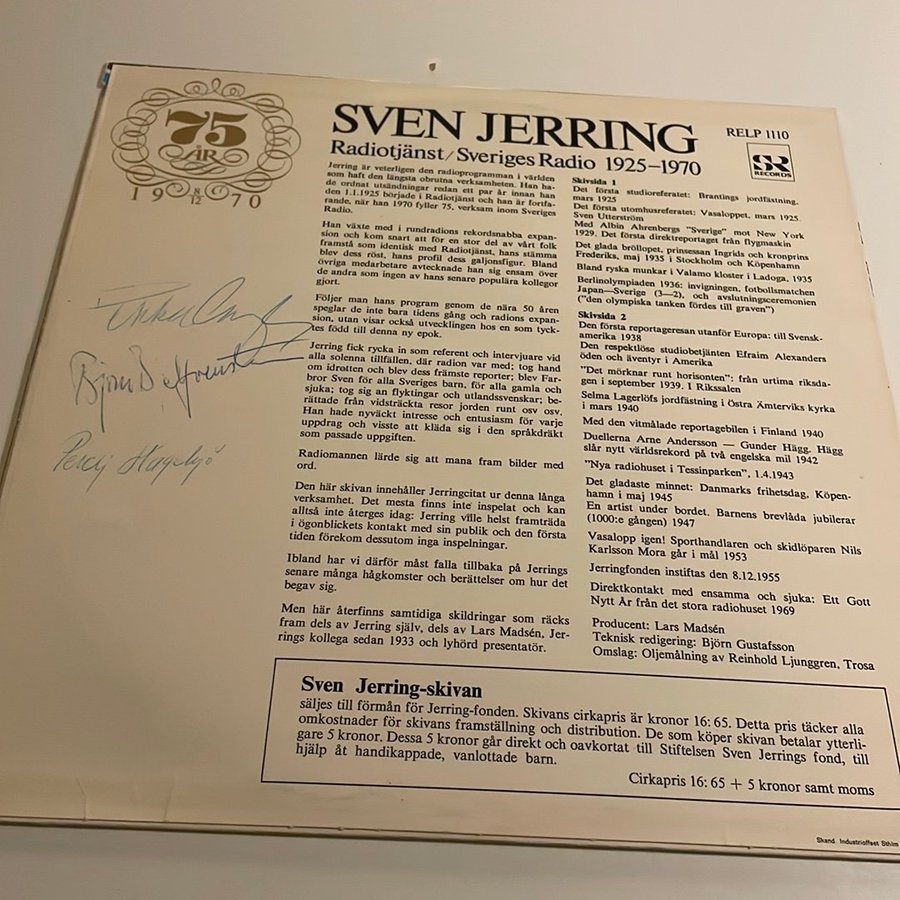 75
ÅR
19 8/12 70
SVEN JERRING
Radiotjänst/Sveriges Radio 1925–1970
RELP 1110
SR
RECORDS
Jerring är veterligen den radioprogrammen i världen
som haft den längsta obrutna verksamheten. Han ha-
de ordnat utsändningar redan ett par år innan han
den 1.1.1925 började i Radiotjänst och han är fortfa-
rande, när han 1970 fyller 75, verksam inom Sveriges
Radio.
Han växte med i rundradions rekordsnabba expan-
sion och kom snart att för en stor del av vårt folk
framstå som identisk med Radiotjänst, hans stämma
blev dess röst, hans profil dess galjonsfigur. Bland
övriga medarbetare avtecknade han sig ensam över
de andra som ingen av hans senare populära kollegor
gjort.
Följer man hans program genom de nära 50 åren
speglar de inte bara tidens gång och radions expan-
sion, utan visar också utvecklingen hos en som tyck-
tes född till denna ny epok.
Jerring fick rycka in som referent och intervjuare vid
alla solenna tillfällen, där radion var med; tog hand
om idrotten och blev dess främste reporter; blev Far-
bror Sven för alla Sveriges barn, för alla gamla och
sjuka; tog sig an flyktingar och utlandssvenskar; be-
rättade från vidsträckta resor jorden runt osv osv.
Han hade nyväckt intresse och entusiasm för varje
uppdrag och visste att kläda sig i den språkdräkt
som passade uppgiften.
Radiomannen lärde sig att mana fram bilder med
ord.
Den här skivan innehåller Jerringcitat ur denna långa
verksamhet. Det mesta finns inte inspelat och kan
alltså inte återges idag: Jerring ville helst framträda
i ögonblickets kontakt med sin publik och den första
tiden förekom dessutom inga inspelningar.
Ibland har vi därför måst falla tillbaka på Jerrings
senare många hågkomster och berättelser om hur det
begav sig.
Men här återfinns samtidiga skildringar som räcks
fram dels av Jerring själv, dels av Lars Madsén, Jer-
rings kollega sedan 1933 och lyhörd presentatör.
Skivsida 1
Det första studioreferatet: Brantings jordfästning,
mars 1925
Det första utomhusreferatet: Vasaloppet, mars 1925.
Sven Utterström
Med Albin Ahrenbergs "Sverige" mot New York
1929. Det första direktreportaget från flygmaskin
Det glada bröllopet, prinsessan Ingrids och kronprins
Frederiks, maj 1935 i Stockholm och Köpenhamn
Bland ryska munkar i Valamo kloster i Ladoga, 1935
Berlinolympiaden 1936: invigningen, fotbollsmatchen
Japan—Sverige (3—2), och avslutningsceremonien
("den olympiska tanken fördes till graven")
Skivsida 2
Den första reportageresan utanför Europa: till Svensk-
amerika 1938
Den respektlöse studiobetjänten Efraim Alexanders
öden och äventyr i Amerika
"Det mörknar runt horisonten": från urtima riksda-
gen i september 1939. I Rikssalen
Selma Lagerlöfs jordfästning i Östra Ämterviks kyrka
i mars 1940
Med den vitmålade reportagebilen i Finland 1940
Duellerna Arne Andersson — Gunder Hägg. Hägg
slår nytt världsrekord på två engelska mil 1942
"Nya radiohuset i Tessinparken", 1.4.1943
Det gladaste minnet: Danmarks frihetsdag, Köpen-
hamn i maj 1945
En artist under bordet. Barnens brevlåda jubilerar
(1000:e gången) 1947
Vasalopp igen! Sporthandlaren och skidlöparen Nils
Karlsson Mora går i mål 1953
Jerringfonden instiftas den 8.12.1955
Direktkontakt med ensamma och sjuka: Ett Gott
Nytt År från det stora radiohuset 1969
Producent: Lars Madsén
Teknisk redigering: Björn Gustafsson
Omslag: Oljemålning av Reinhold Ljunggren, Trosa
Sven Jerring-skivan
säljes till förmån för Jerring-fonden. Skivans cirkapris är kronor 16:65. Detta pris täcker alla
omkostnader för skivans framställning och distribution. De som köper skivan betalar ytterli-
gare 5 kronor. Dessa 5 kronor går direkt och oavkortat till Stiftelsen Sven Jerrings fond, till
hjälp åt handikappade, vanlottade barn.
Cirkapris 16:65 + 5 kronor samt moms
Skand. Industrioffset Sthlm